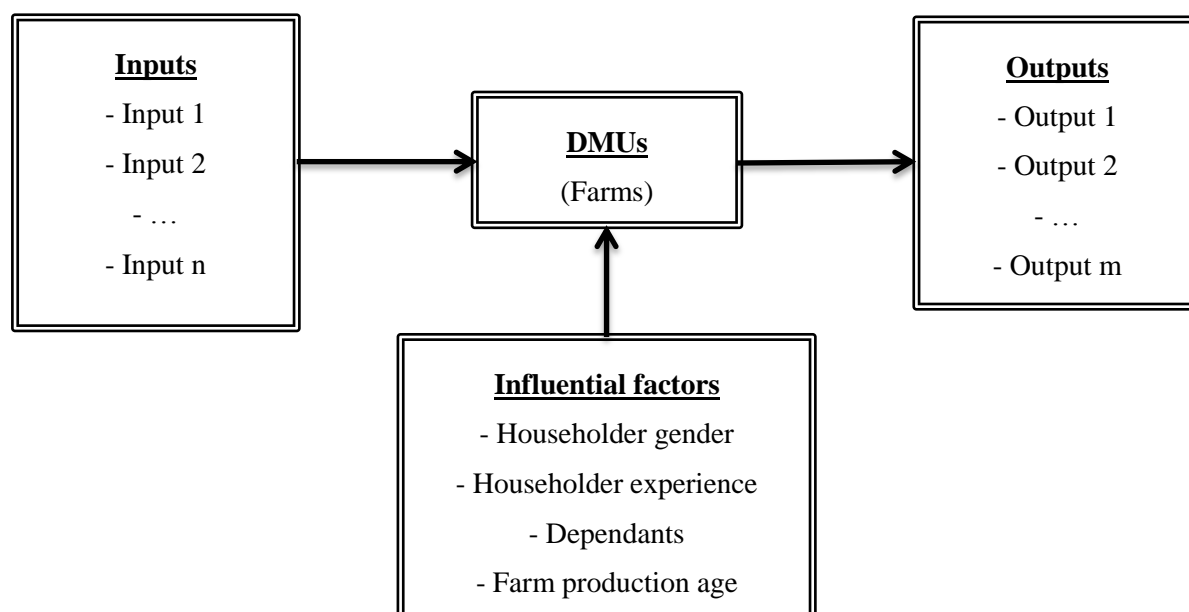 Inputs
- Input 1
- Input 2
- …
- Input n
DMUs
(Farms)
Outputs
- Output 1
- Output 2
- …
- Output m
Influential factors
- Householder gender
- Householder experience
- Dependants
- Farm production age